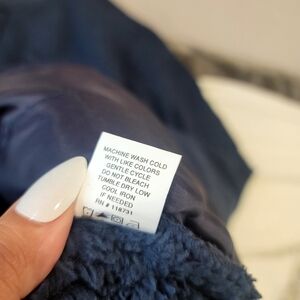 MACHINE WASH COLD
WITH LIKE COLORS
GENTLE CYCLE
DO NOT BLEACH
TUMBLE DRY LOW
COOL IRON
IF NEEDED
RN # 118731